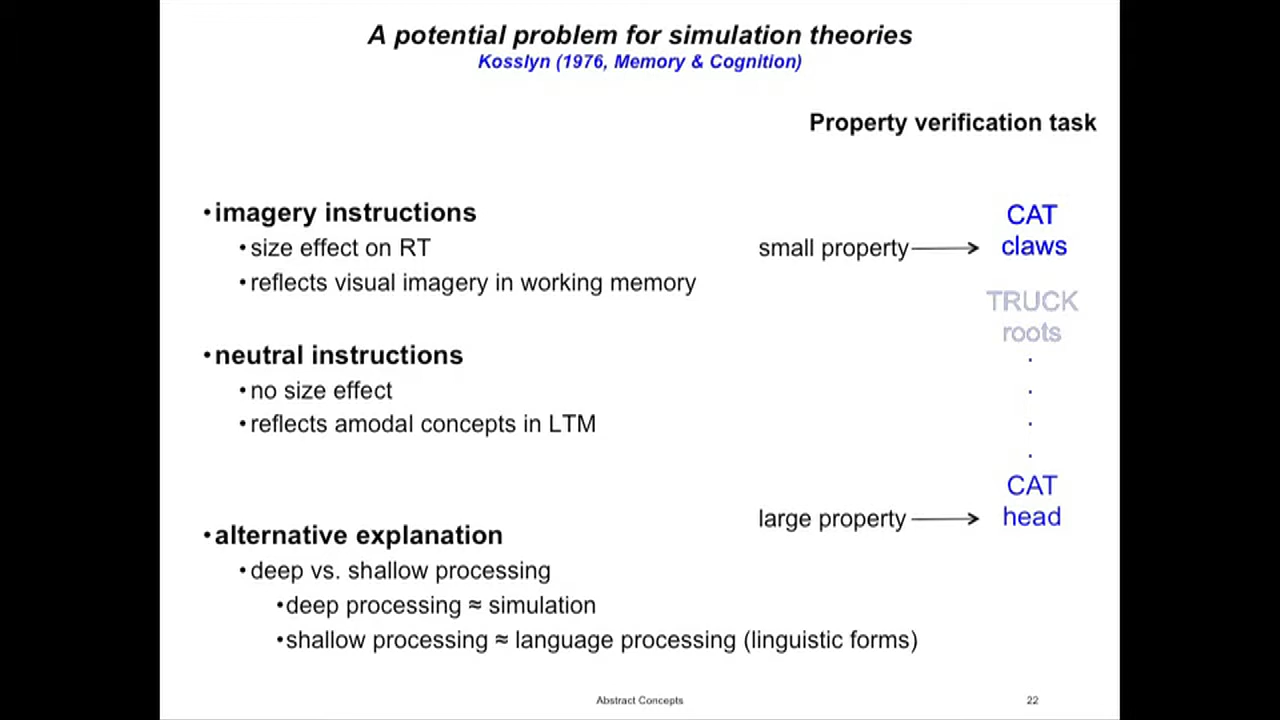 A potential problem for simulation theories
Kosslyn (1976, Memory & Cognition)
Property verification task
•imagery instructions
•size effect on RT
•reflects visual imagery in working memory
•neutral instructions
•no size effect
•reflects amodal concepts in LTM
•alternative explanation
•deep vs. shallow processing
•deep processing ≈ simulation
•shallow processing ≈ language processing (linguistic forms)
small property
CAT
claws
TRUCK
roots
.
.
.
.
large property
CAT
head
Abstract Concepts
22